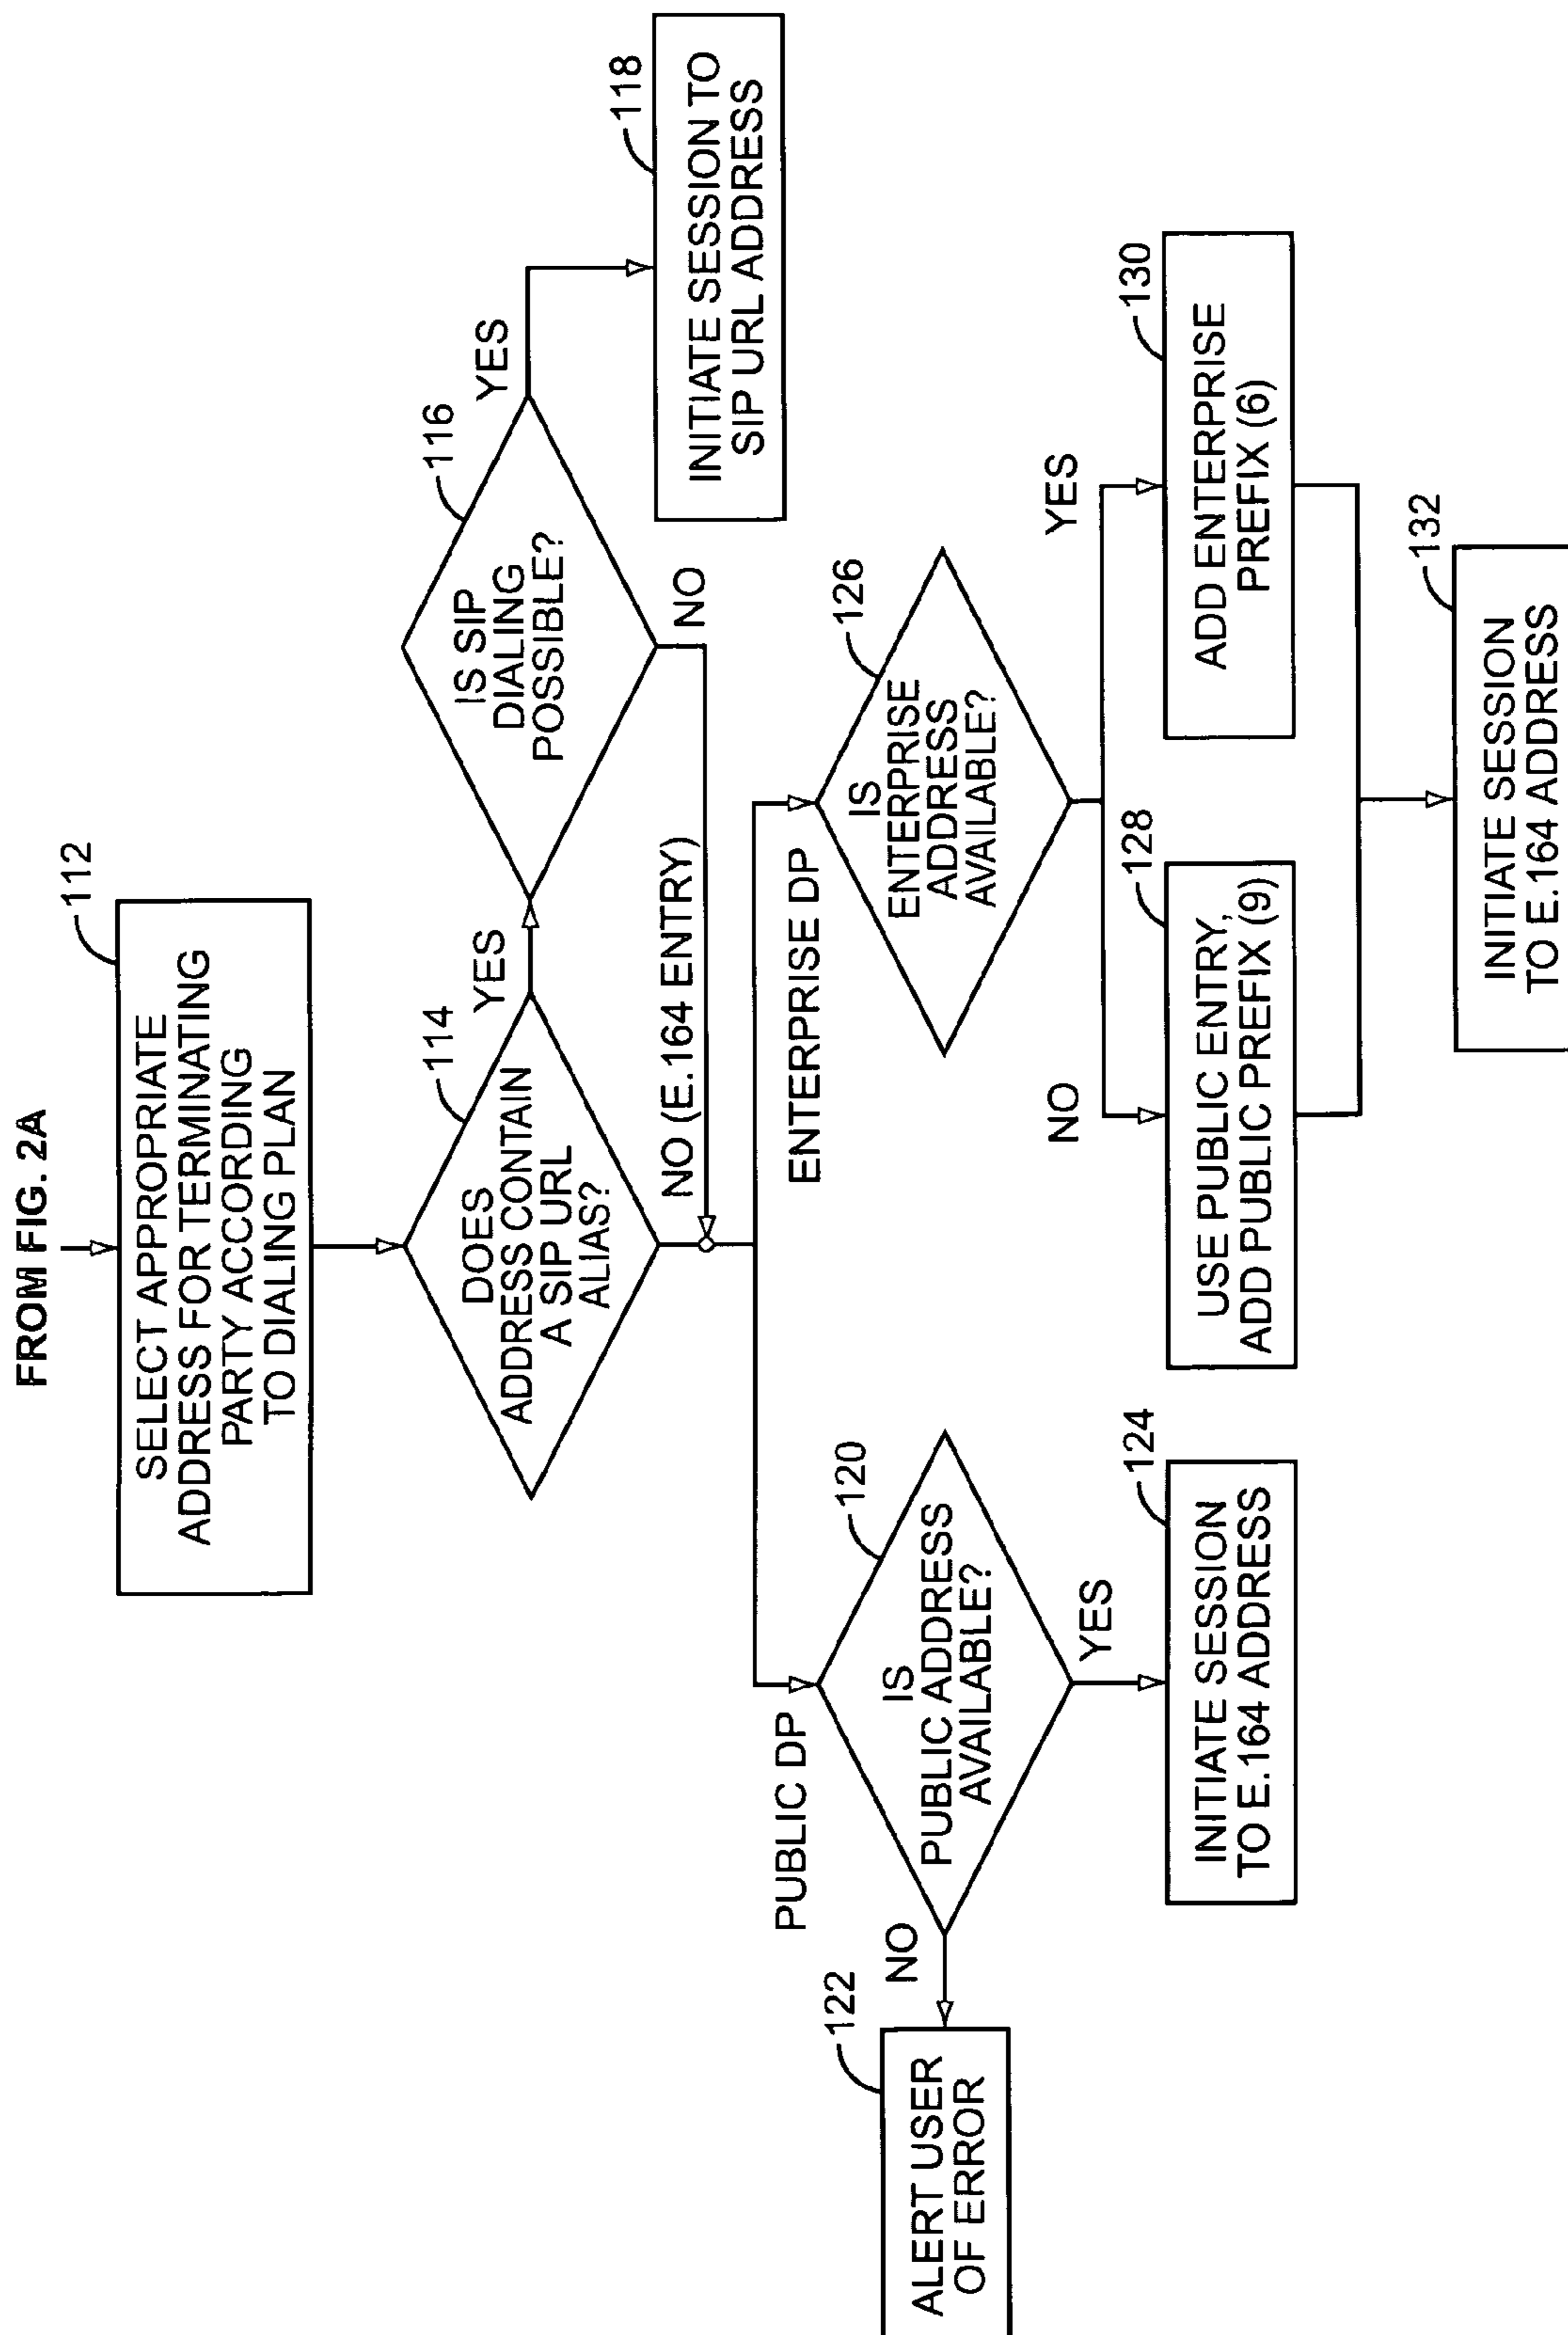 FROM FIG. 2A
112
SELECT APPROPRIATE
ADDRESS FOR TERMINATING
PARTY ACCORDING
TO DIALING PLAN
114
DOES
ADDRESS CONTAIN
A SIP URL
ALIAS?
YES
116
IS SIP
DIALING
POSSIBLE?
YES
118
INITIATE SESSION TO
SIP URL ADDRESS
NO
NO (E.164 ENTRY)
PUBLIC DP
ENTERPRISE DP
120
IS
PUBLIC ADDRESS
AVAILABLE?
NO
122
ALERT USER
OF ERROR
YES
124
INITIATE SESSION
TO E.164 ADDRESS
126
IS
ENTERPRISE
ADDRESS
AVAILABLE?
NO
YES
128
USE PUBLIC ENTRY,
ADD PUBLIC PREFIX (9)
130
ADD ENTERPRISE
PREFIX (6)
132
INITIATE SESSION
TO E.164 ADDRESS